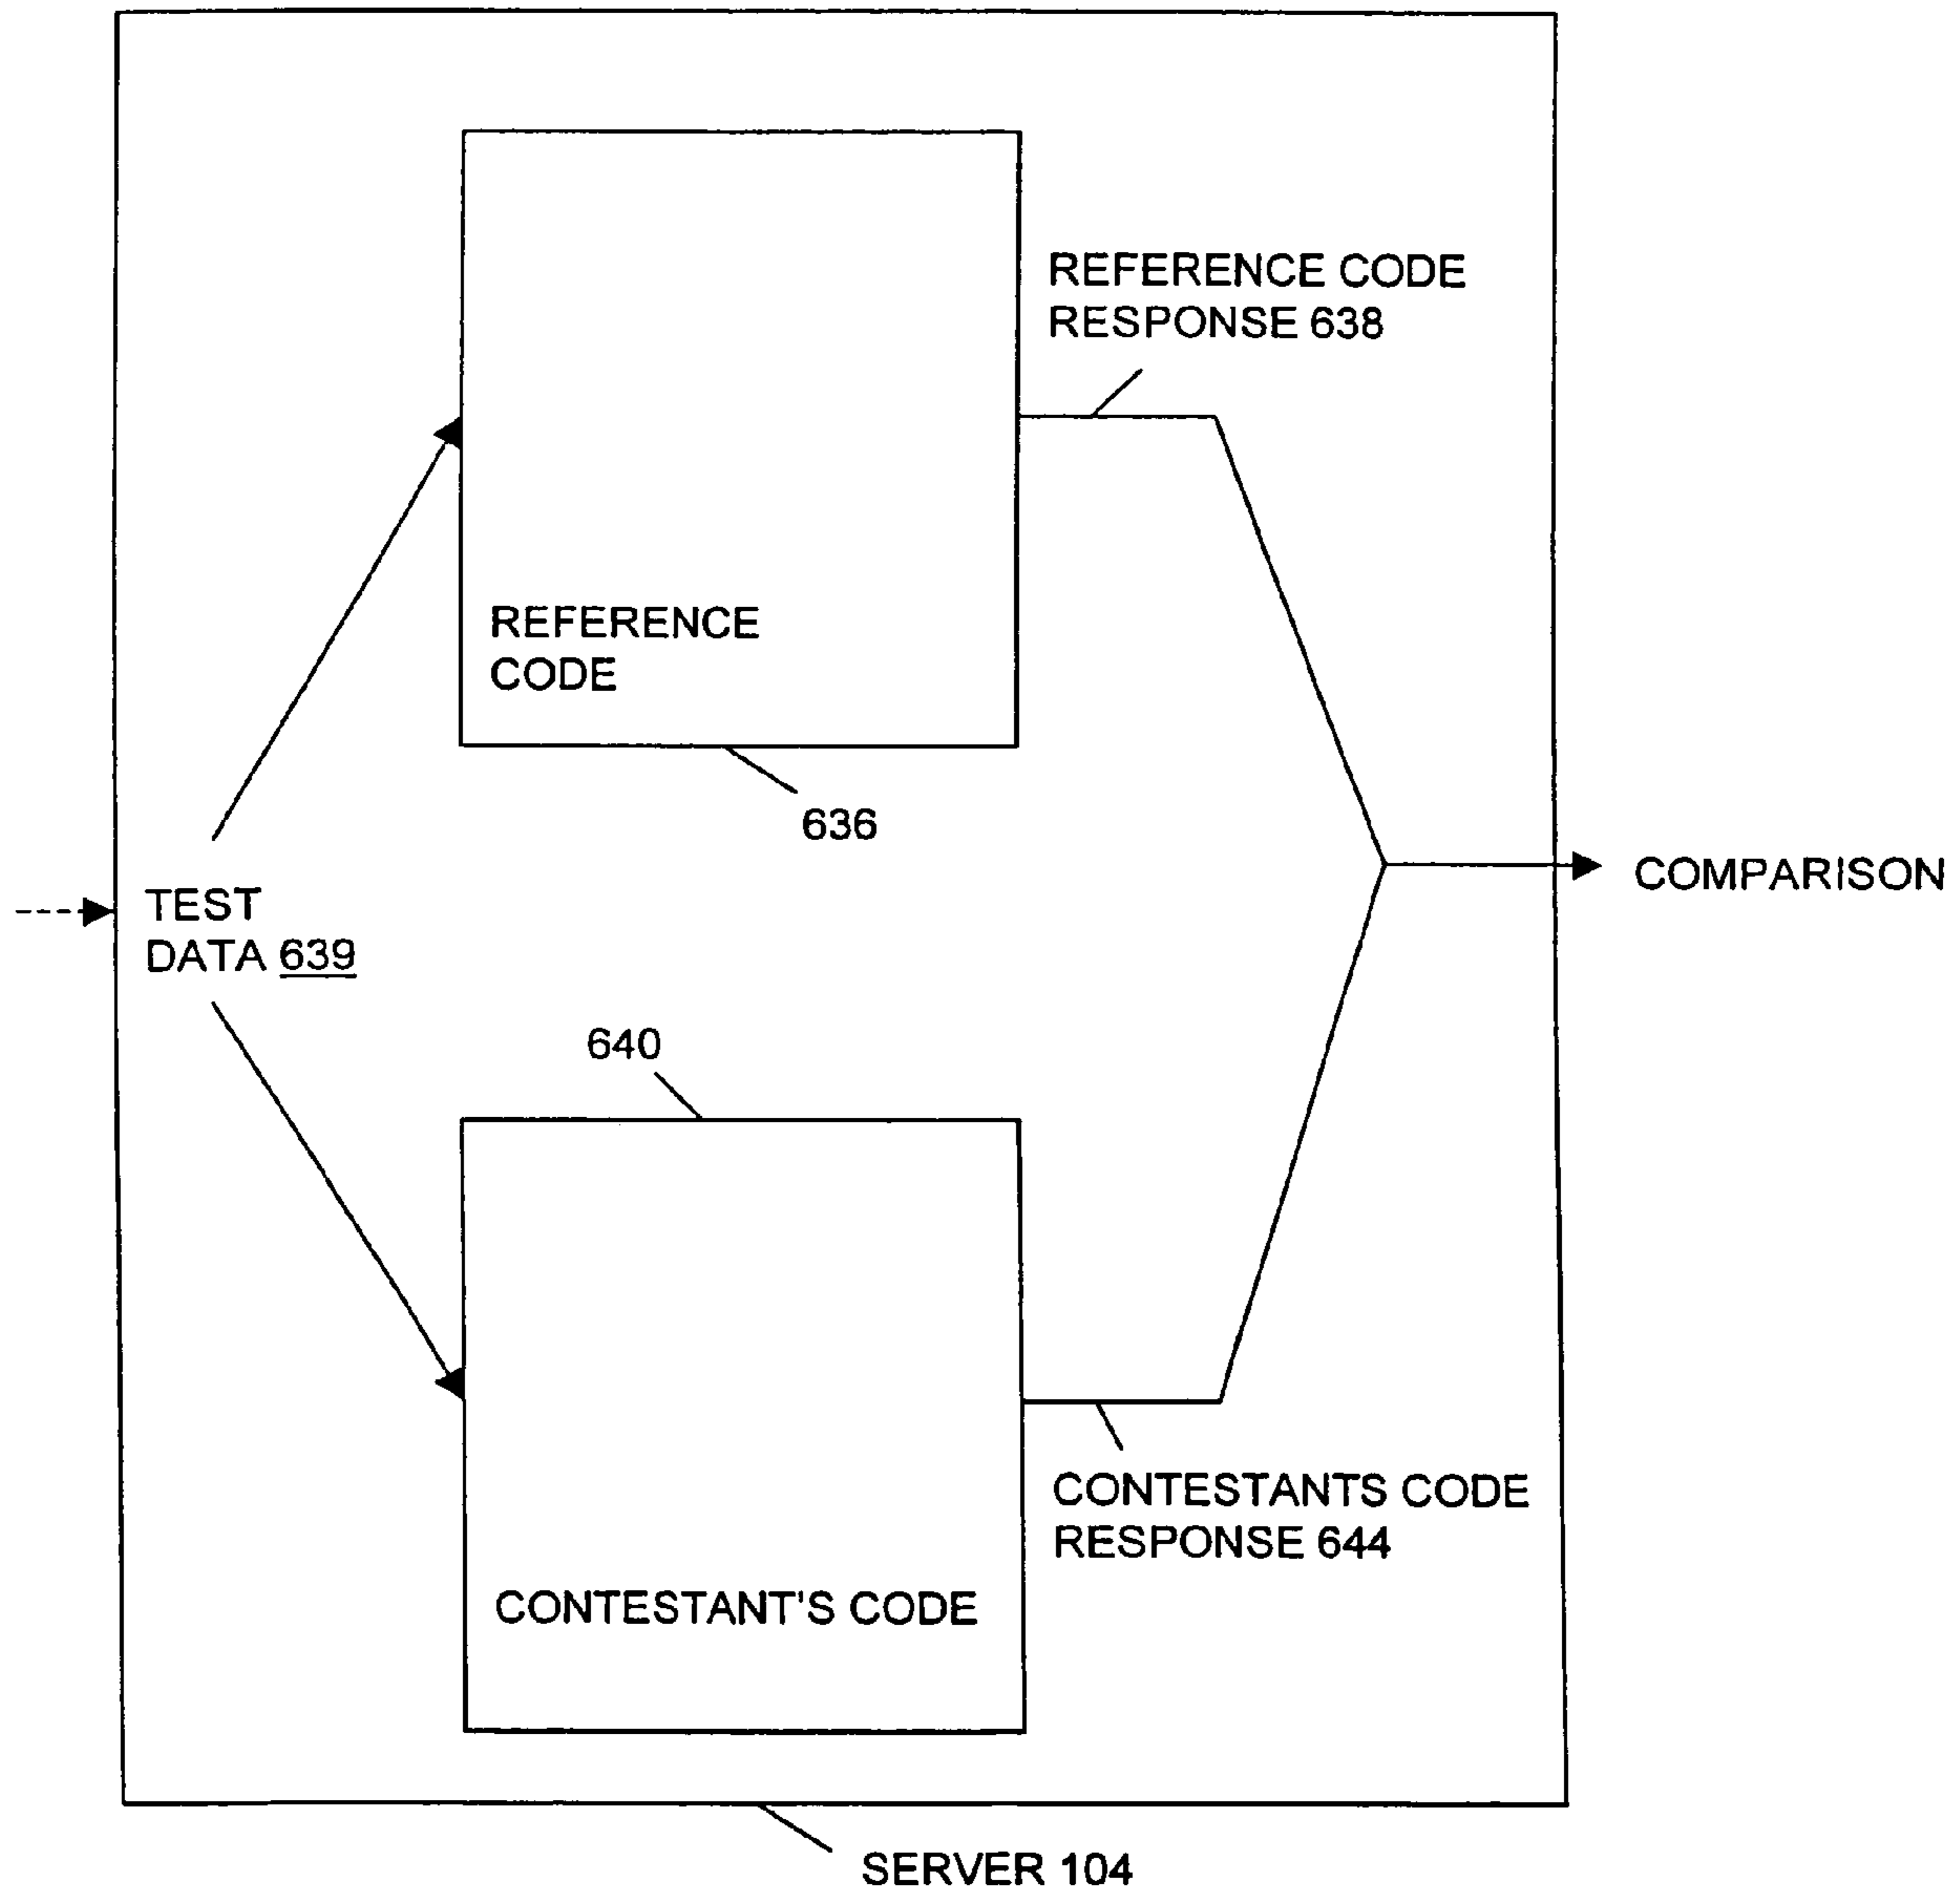 REFERENCE CODE
RESPONSE 638
REFERENCE
CODE
636
COMPARISON
TEST
DATA 639
640
CONTESTANTS CODE
RESPONSE 644
CONTESTANT'S CODE
SERVER 104